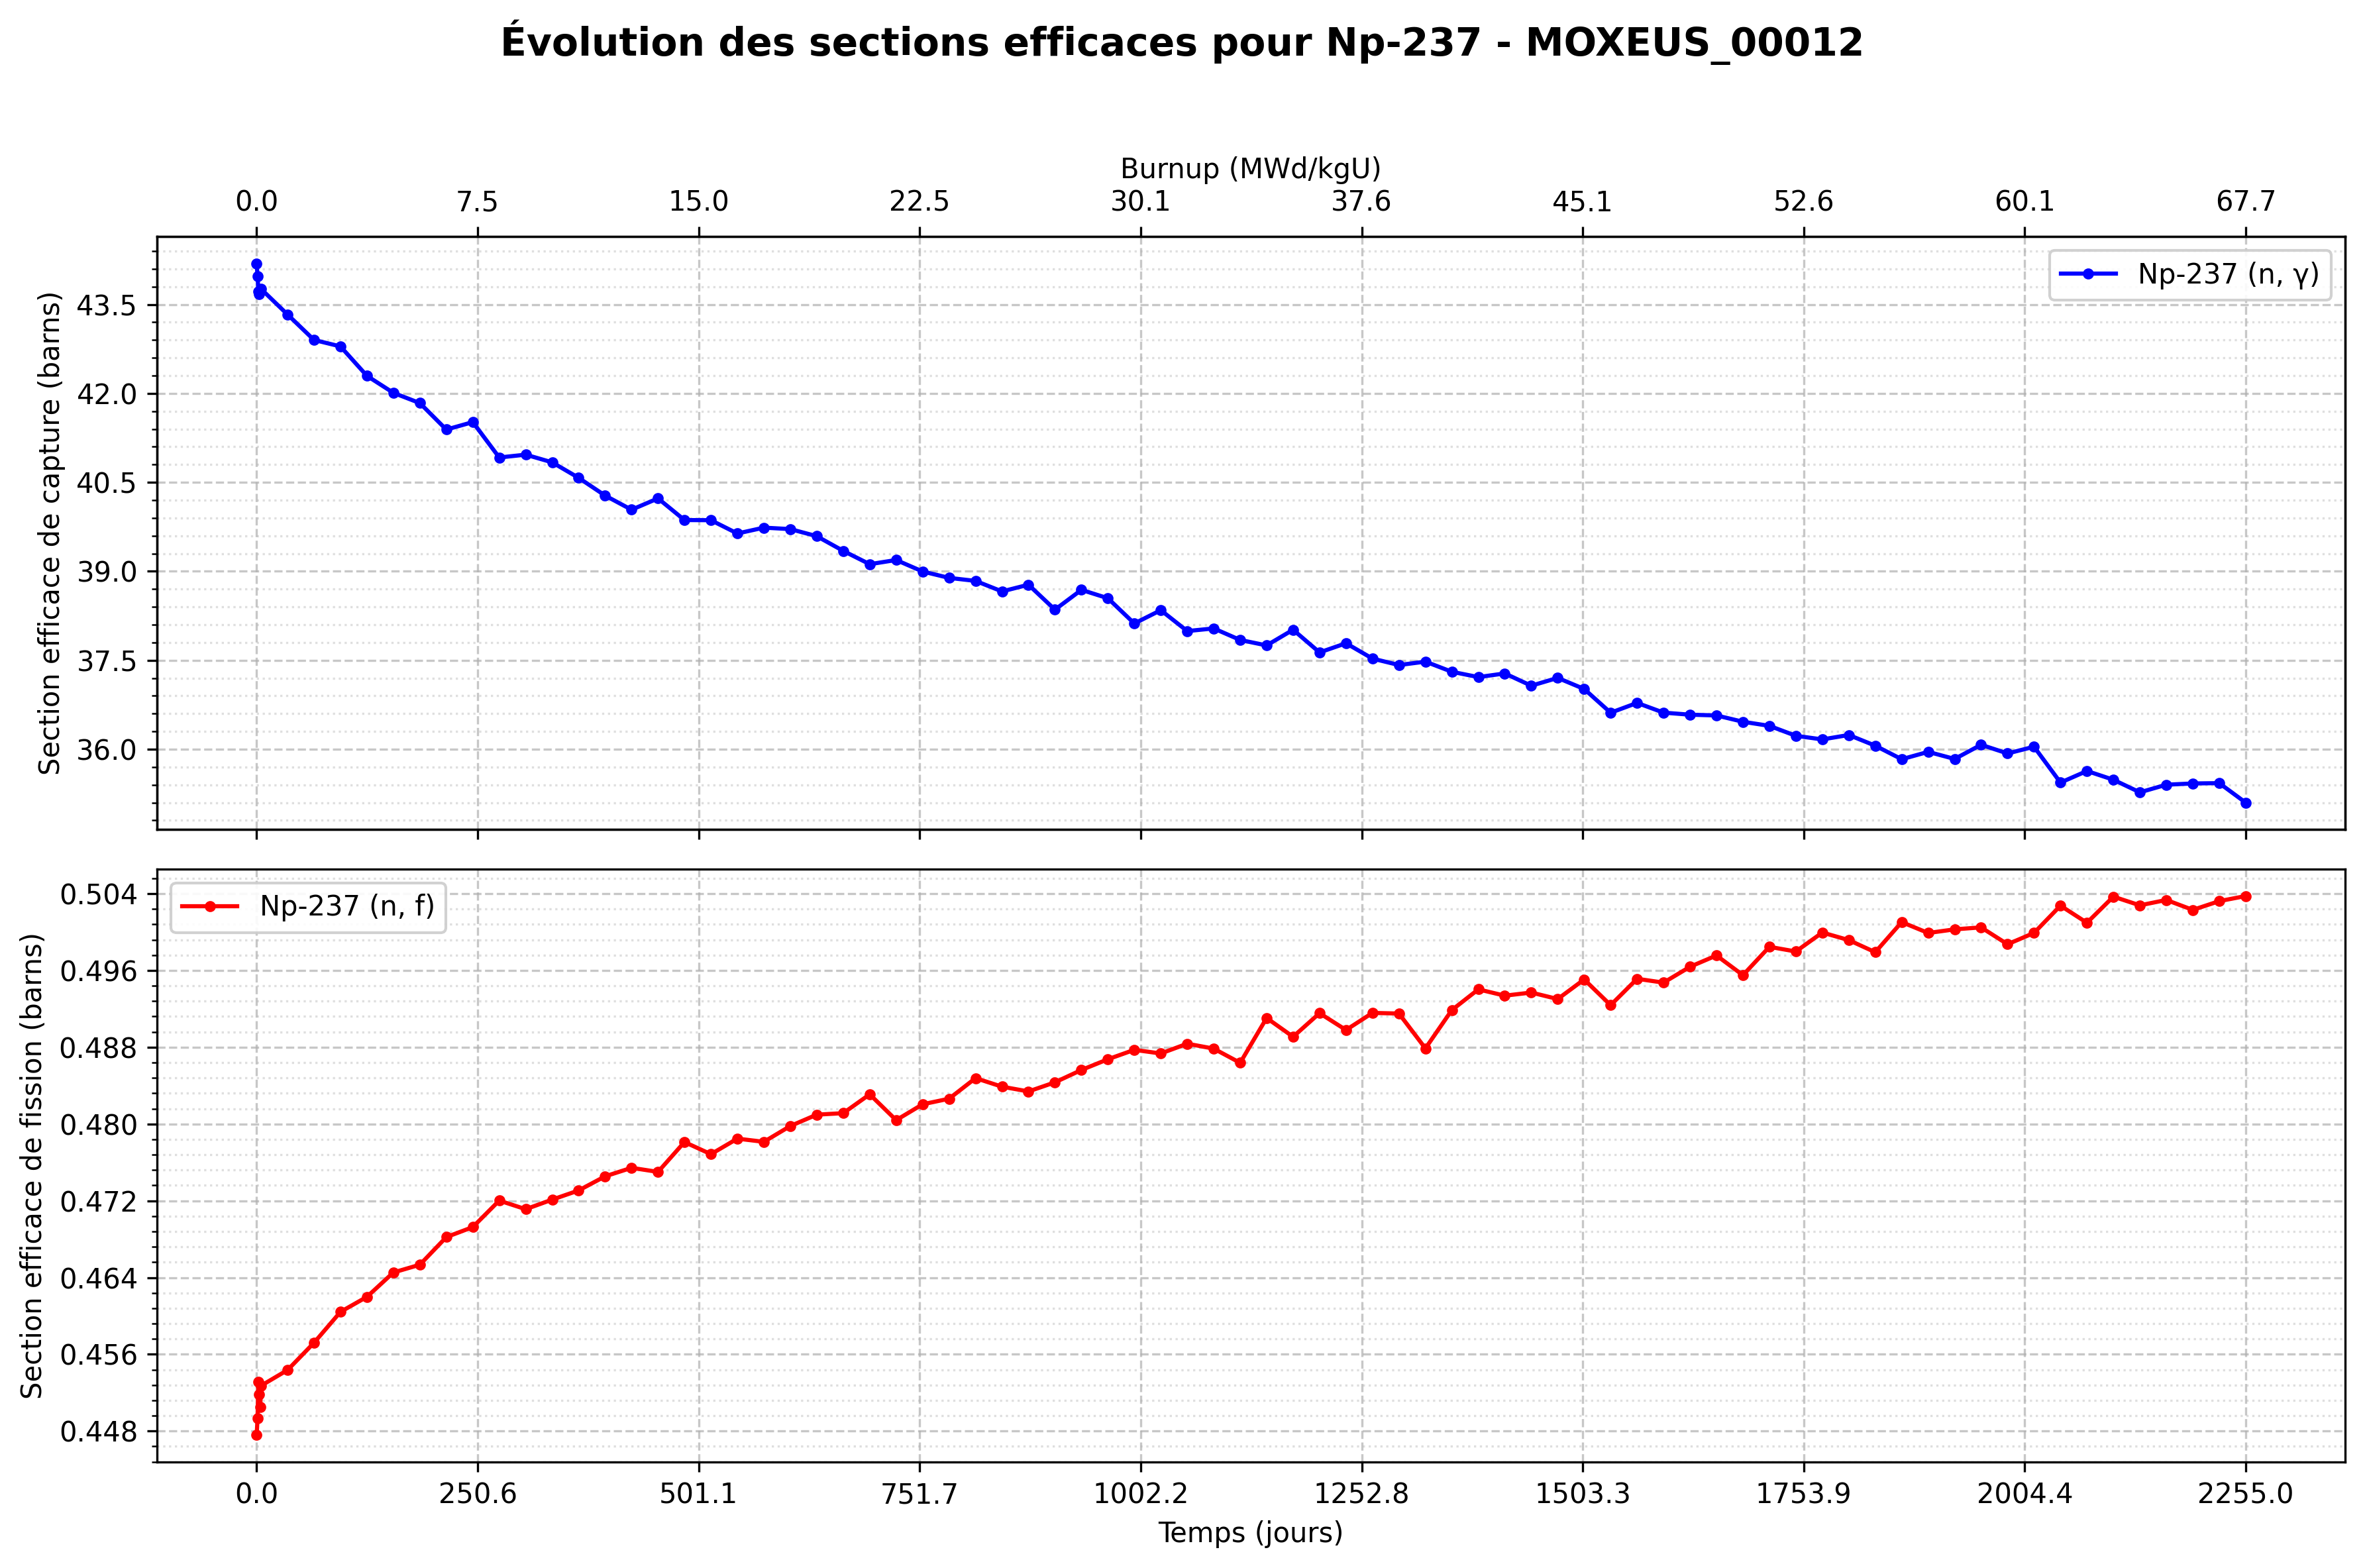 Évolution des sections efficaces pour Np-237 - MOXEUS_00012
Burnup (MWd/kgU)
0.0 7.5 15.0 22.5 30.1 37.6 45.1 52.6 60.1 67.7
Np-237 (n, γ)
Section efficace de capture (barns)
43.5
42.0
40.5
39.0
37.5
36.0
Np-237 (n, f)
Section efficace de fission (barns)
0.504
0.496
0.488
0.480
0.472
0.464
0.456
0.448
0.0 250.6 501.1 751.7 1002.2 1252.8 1503.3 1753.9 2004.4 2255.0
Temps (jours)